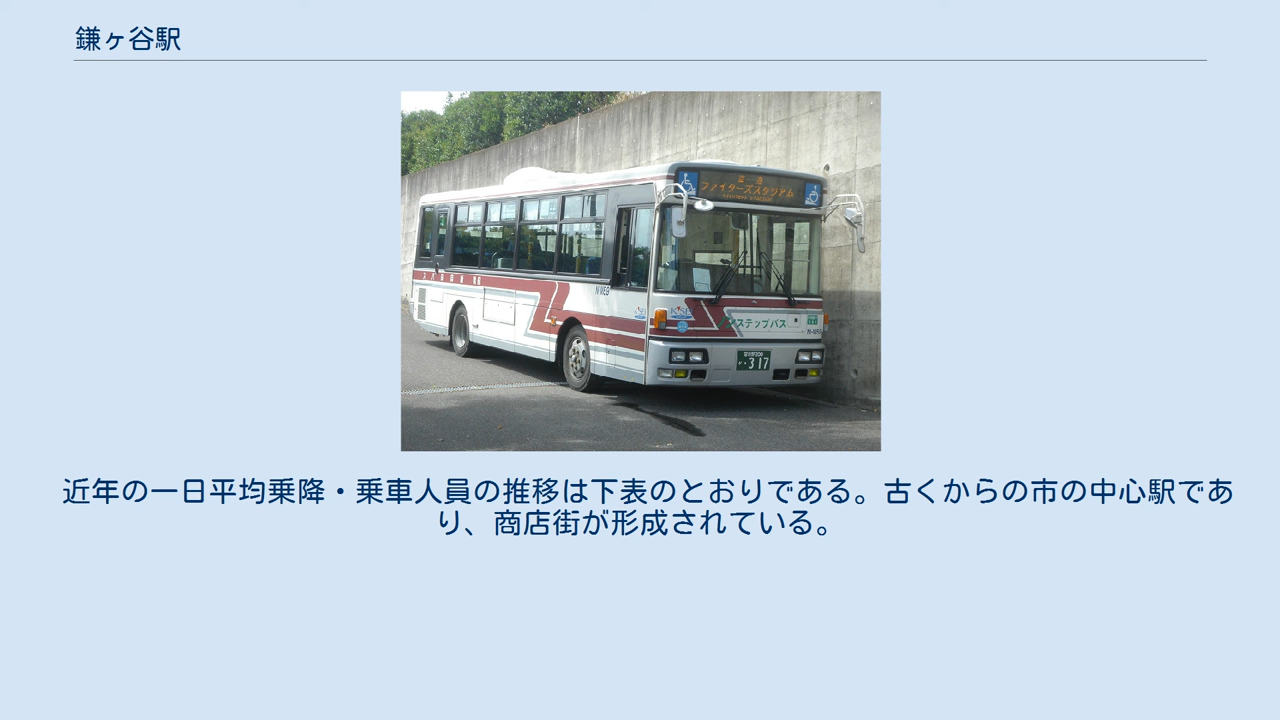 鎌ヶ谷駅
ファイターズスタジアム
N-WEB
ノンステップバス
・317
近年の一日平均乗降・乗車人員の推移は下表のとおりである。古くからの市の中心駅であ
り、商店街が形成されている。